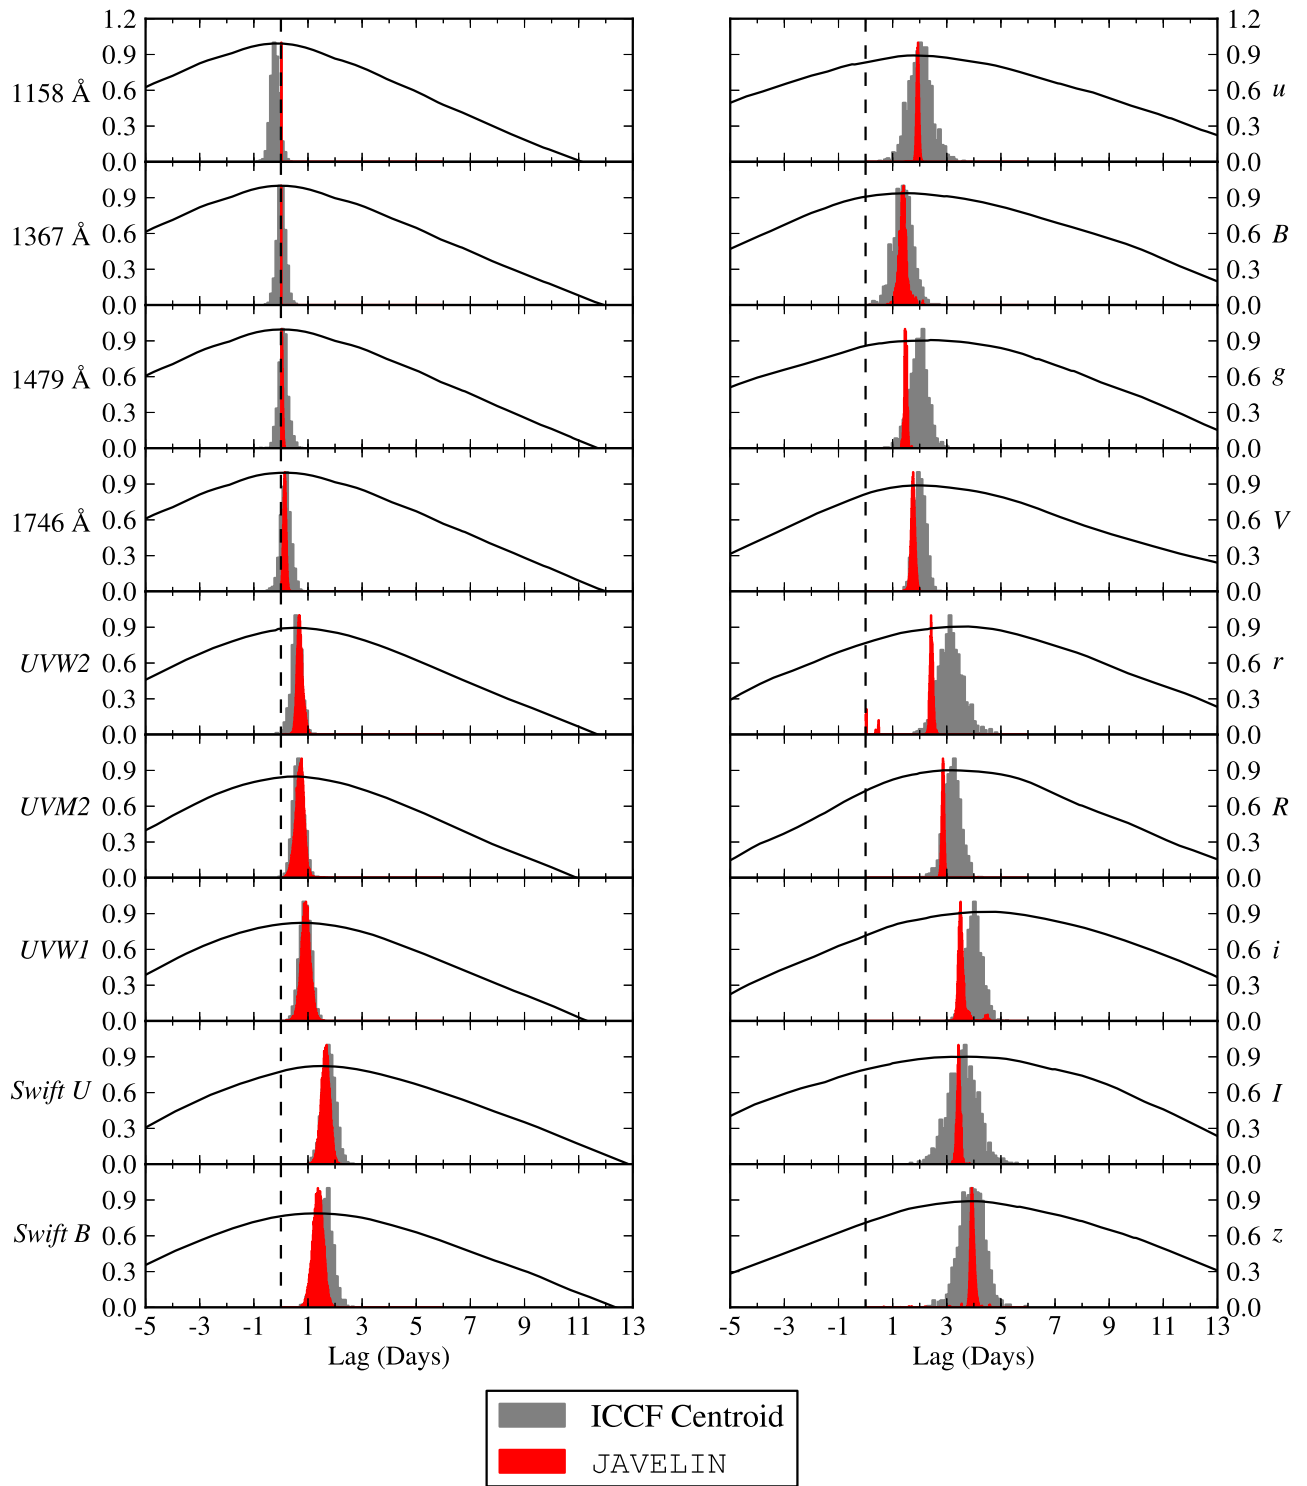 1.2 1.2
0.9 0.9
1158 Å 0.6 0.6 u
0.3 0.3
0.0 0.0
0.9 0.9
1367 Å 0.6 0.6 B
0.3 0.3
0.0 0.0
0.9 0.9
1479 Å 0.6 0.6 g
0.3 0.3
0.0 0.0
0.9 0.9
1746 Å 0.6 0.6 V
0.3 0.3
0.0 0.0
0.9 0.9
UVW2 0.6 0.6 r
0.3 0.3
0.0 0.0
0.9 0.9
UVM2 0.6 0.6 R
0.3 0.3
0.0 0.0
0.9 0.9
UVW1 0.6 0.6 i
0.3 0.3
0.0 0.0
0.9 0.9
Swift U 0.6 0.6 I
0.3 0.3
0.0 0.0
0.9 0.9
Swift B 0.6 0.6 z
0.3 0.3
0.0 0.0
-5 -3 -1 1 3 5 7 9 11 13 -5 -3 -1 1 3 5 7 9 11 13
Lag (Days) Lag (Days)
ICCF Centroid
JAVELIN